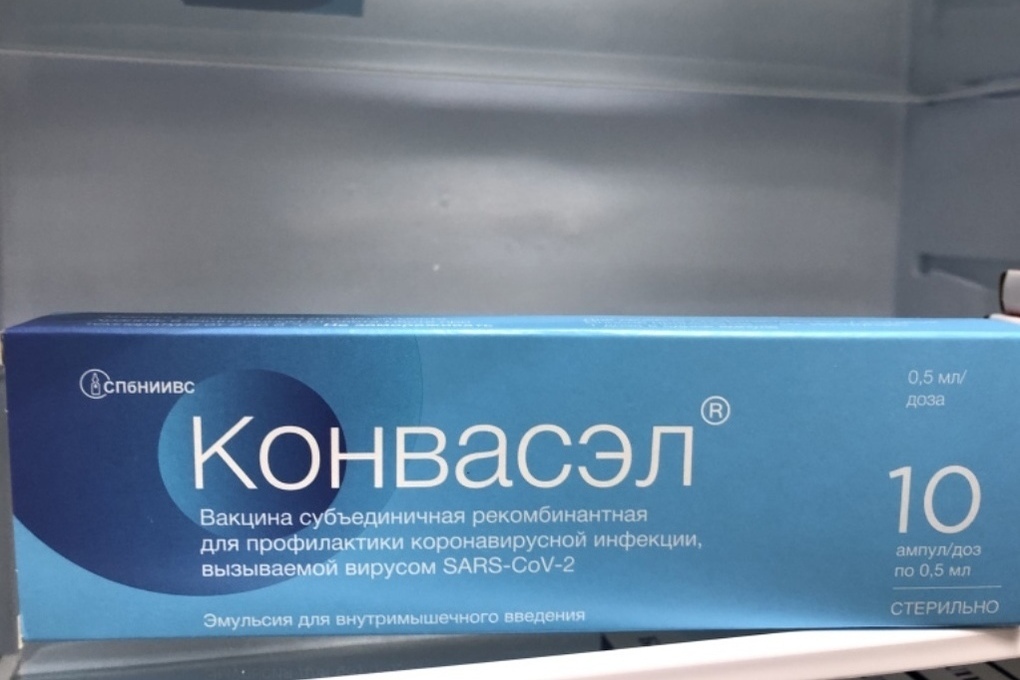 СПбНИИВС
Конвасэл®
Вакцина субъединичная рекомбинантная
для профилактики коронавирусной инфекции,
вызываемой вирусом SARS-CoV-2
Эмульсия для внутримышечного введения
0,5 мл/
доза
10
ампул/доз
по 0,5 мл
СТЕРИЛЬНО